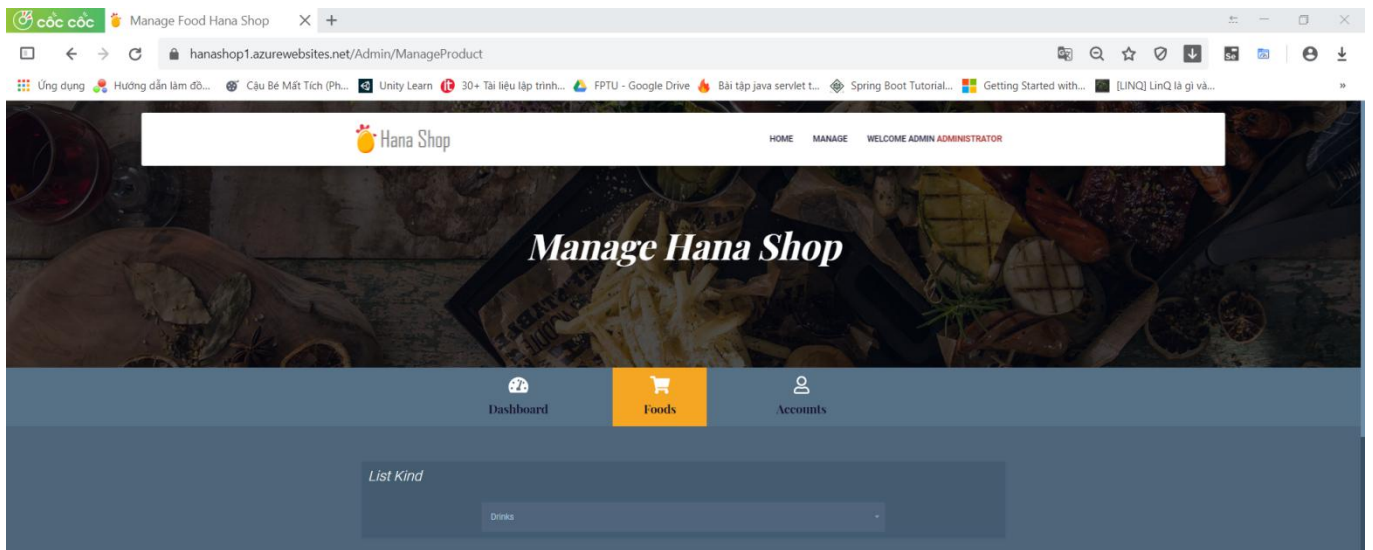 cốc cốc Manage Food Hana Shop
hanashop1.azurewebsites.net/Admin/ManageProduct
Ứng dụng Hướng dẫn làm đồ... Cậu Bé Mất Tích (Ph... Unity Learn 30+ Tài liệu lập trình... FPTU - Google Drive Bài tập java servlet t... Spring Boot Tutorial... Getting Started with... [LINQ] LinQ là gì và...
Hana Shop HOME MANAGE WELCOME ADMIN ADMINISTRATOR
Manage Hana Shop
Dashboard Foods Accounts
List Kind
Drinks